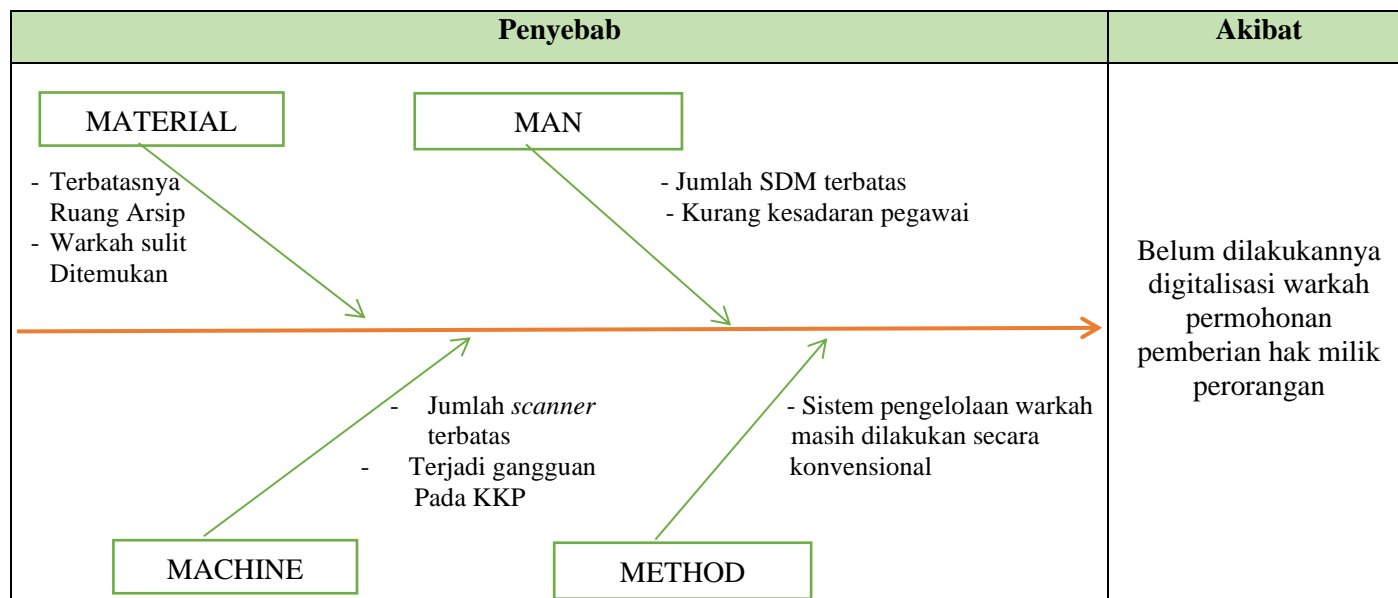 Penyebab
Akibat
MATERIAL
MAN
- Terbatasnya
Ruang Arsip
- Warkah sulit
Ditemukan
- Jumlah SDM terbatas
- Kurang kesadaran pegawai
Belum dilakukannya
digitalisasi warkah
permohonan
pemberian hak milik
perorangan
- Jumlah scanner
terbatas
- Terjadi gangguan
Pada KKP
- Sistem pengelolaan warkah
masih dilakukan secara
konvensional
MACHINE
METHOD